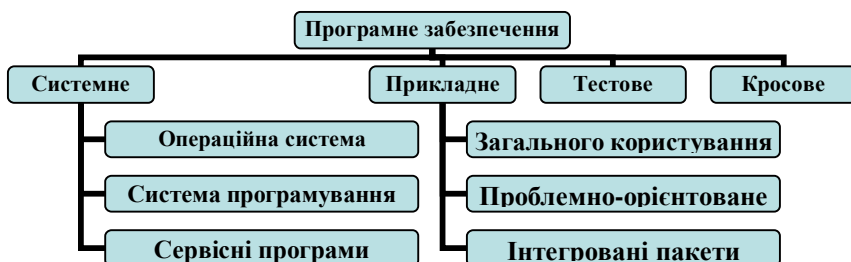 Програмне забезпечення
Системне
Прикладне
Тестове
Кросове
Операційна система
Загального користування
Система програмування
Проблемно-орієнтоване
Сервісні програми
Інтегровані пакети